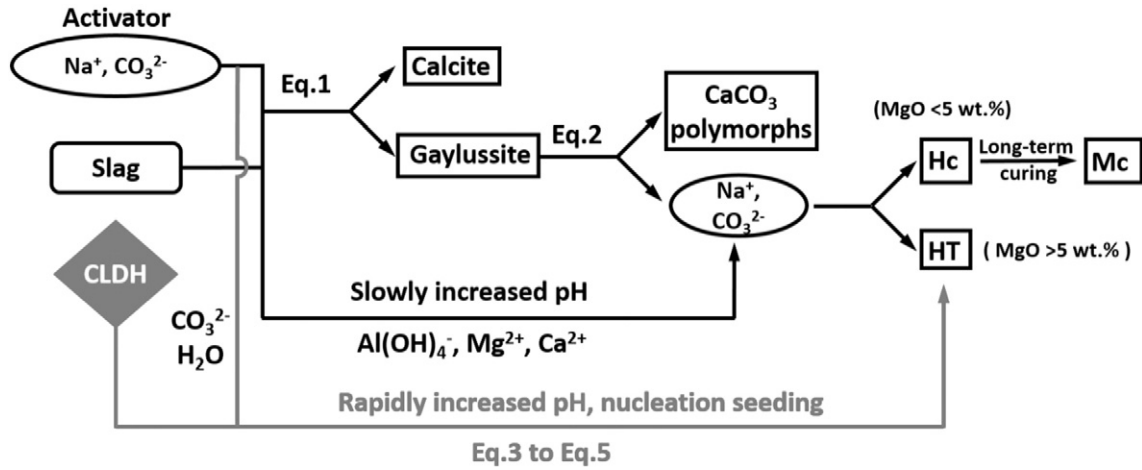 Activator
Na⁺, CO₃²⁻
Slag
CLDH
CO₃²⁻
H₂O
Eq.1
Calcite
Gaylussite
Eq.2
CaCO₃
polymorphs
Na⁺,
CO₃²⁻
(MgO <5 wt.%)
Hc
Long-term
curing
Mc
HT
( MgO >5 wt.% )
Slowly increased pH
Al(OH)₄⁻, Mg²⁺, Ca²⁺
Rapidly increased pH, nucleation seeding
Eq.3 to Eq.5